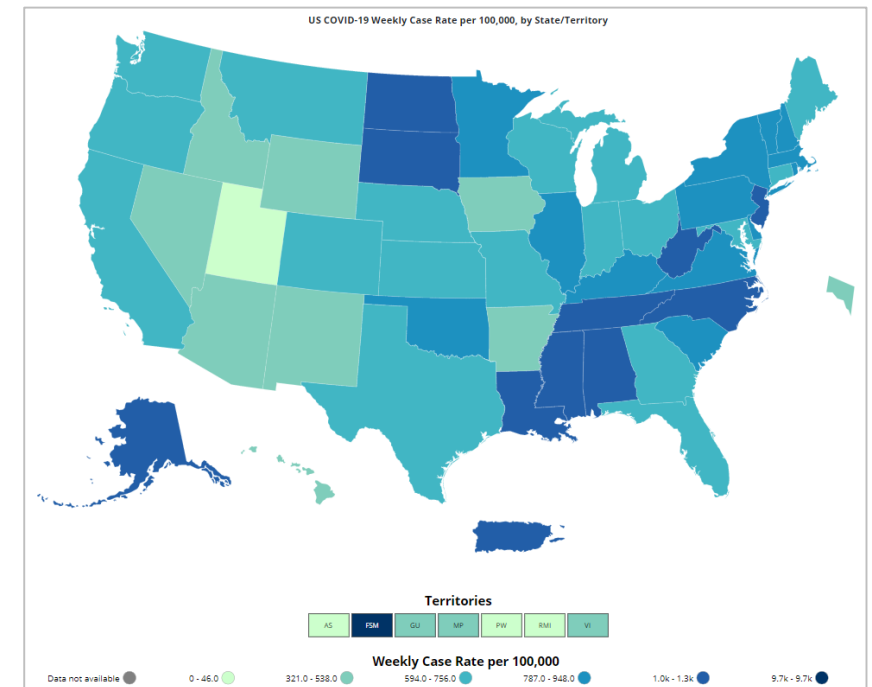 US COVID-19 Weekly Case Rate per 100,000, by State/Territory
Territories
AS FSM GU MP PW RMI VI
Weekly Case Rate per 100,000
Data not available 0 - 46.0 321.0 - 538.0 594.0 - 756.0 787.0 - 948.0 1.0k - 1.3k 9.7k - 9.7k